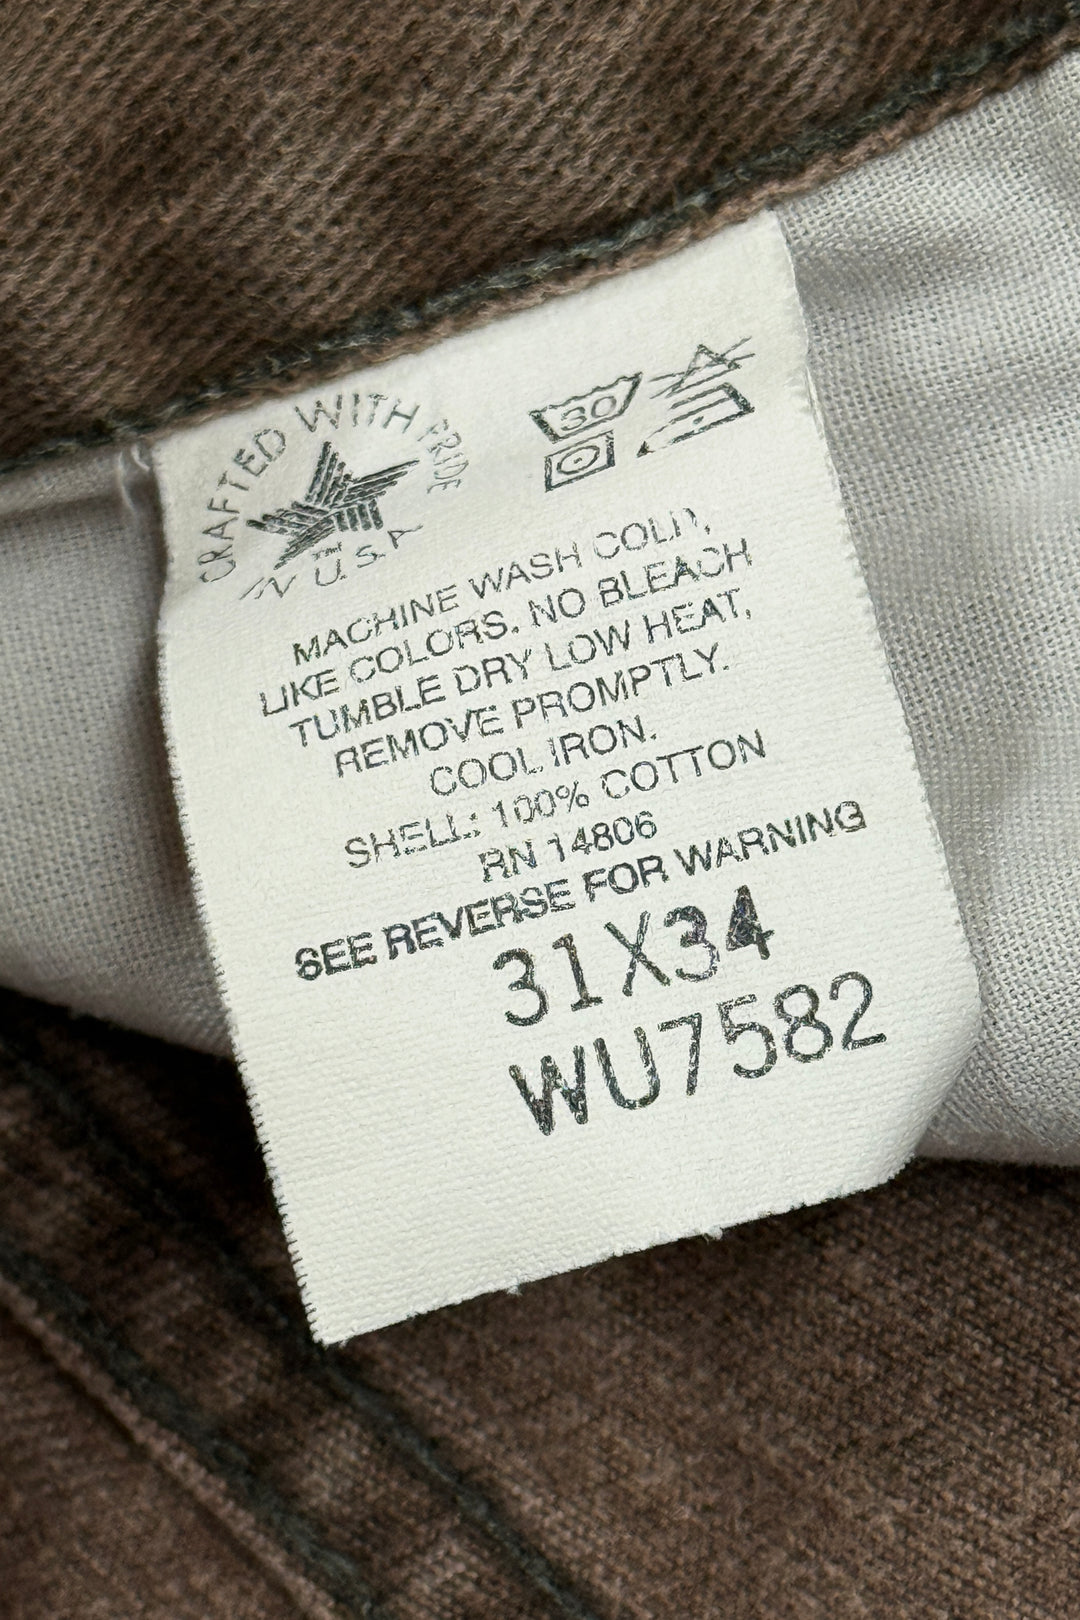 CRAFTED WITH PRIDE
IN U.S.A
30
MACHINE WASH COLD,
LIKE COLORS. NO BLEACH
TUMBLE DRY LOW HEAT,
REMOVE PROMPTLY.
COOL IRON.
SHELL: 100% COTTON
RN 14806
SEE REVERSE FOR WARNING
31X34
WU7582